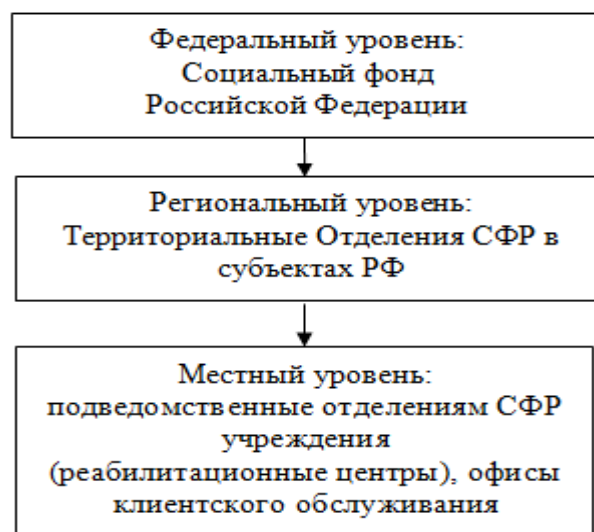 Федеральный уровень:
Социальный фонд
Российской Федерации
Региональный уровень:
Территориальные Отделения СФР в
субъектах РФ
Местный уровень:
подведомственные отделениям СФР
учреждения
(реабилитационные центры), офисы
клиентского обслуживания